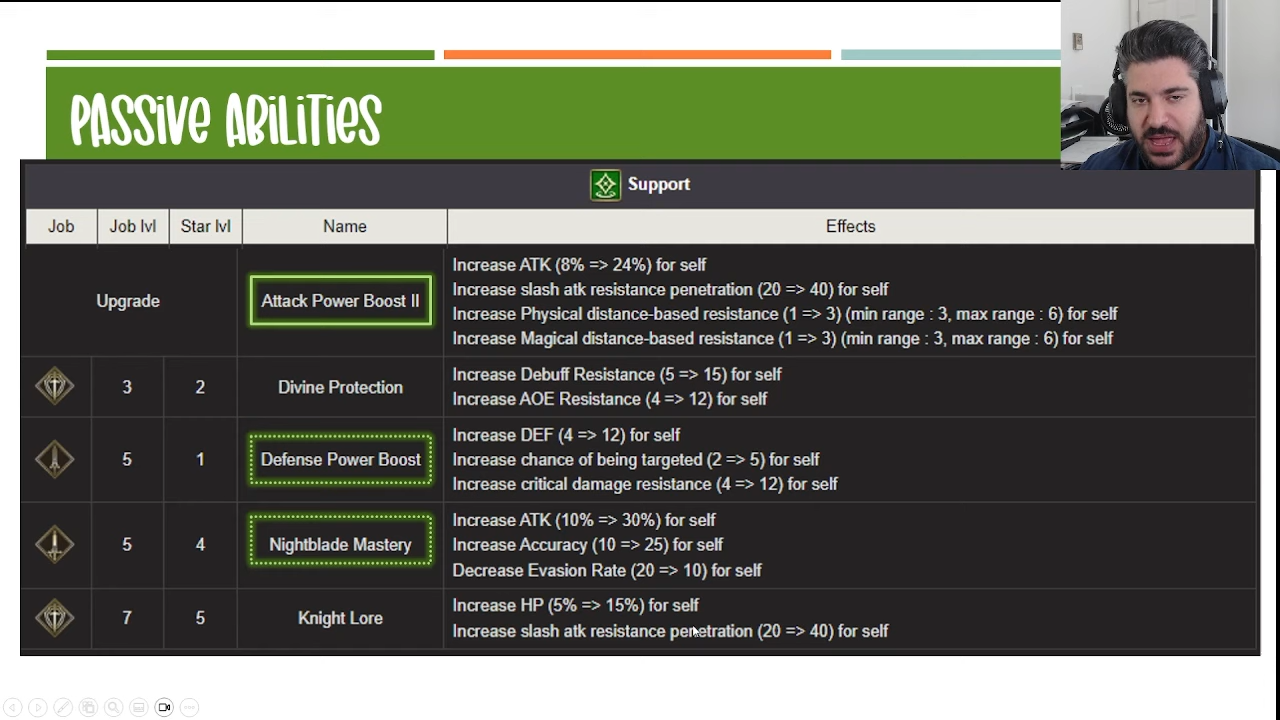 PASSIVE ABILITIES
Support
Job Job lvl Star lvl Name Effects
Upgrade
Attack Power Boost II
Increase ATK (8% => 24%) for self
Increase slash atk resistance penetration (20 => 40) for self
Increase Physical distance-based resistance (1 => 3) (min range : 3, max range : 6) for self
Increase Magical distance-based resistance (1 => 3) (min range : 3, max range : 6) for self
3 2 Divine Protection
Increase Debuff Resistance (5 => 15) for self
Increase AOE Resistance (4 => 12) for self
5 1 Defense Power Boost
Increase DEF (4 => 12) for self
Increase chance of being targeted (2 => 5) for self
Increase critical damage resistance (4 => 12) for self
5 4 Nightblade Mastery
Increase ATK (10% => 30%) for self
Increase Accuracy (10 => 25) for self
Decrease Evasion Rate (20 => 10) for self
7 5 Knight Lore
Increase HP (5% => 15%) for self
Increase slash atk resistance penetration (20 => 40) for self